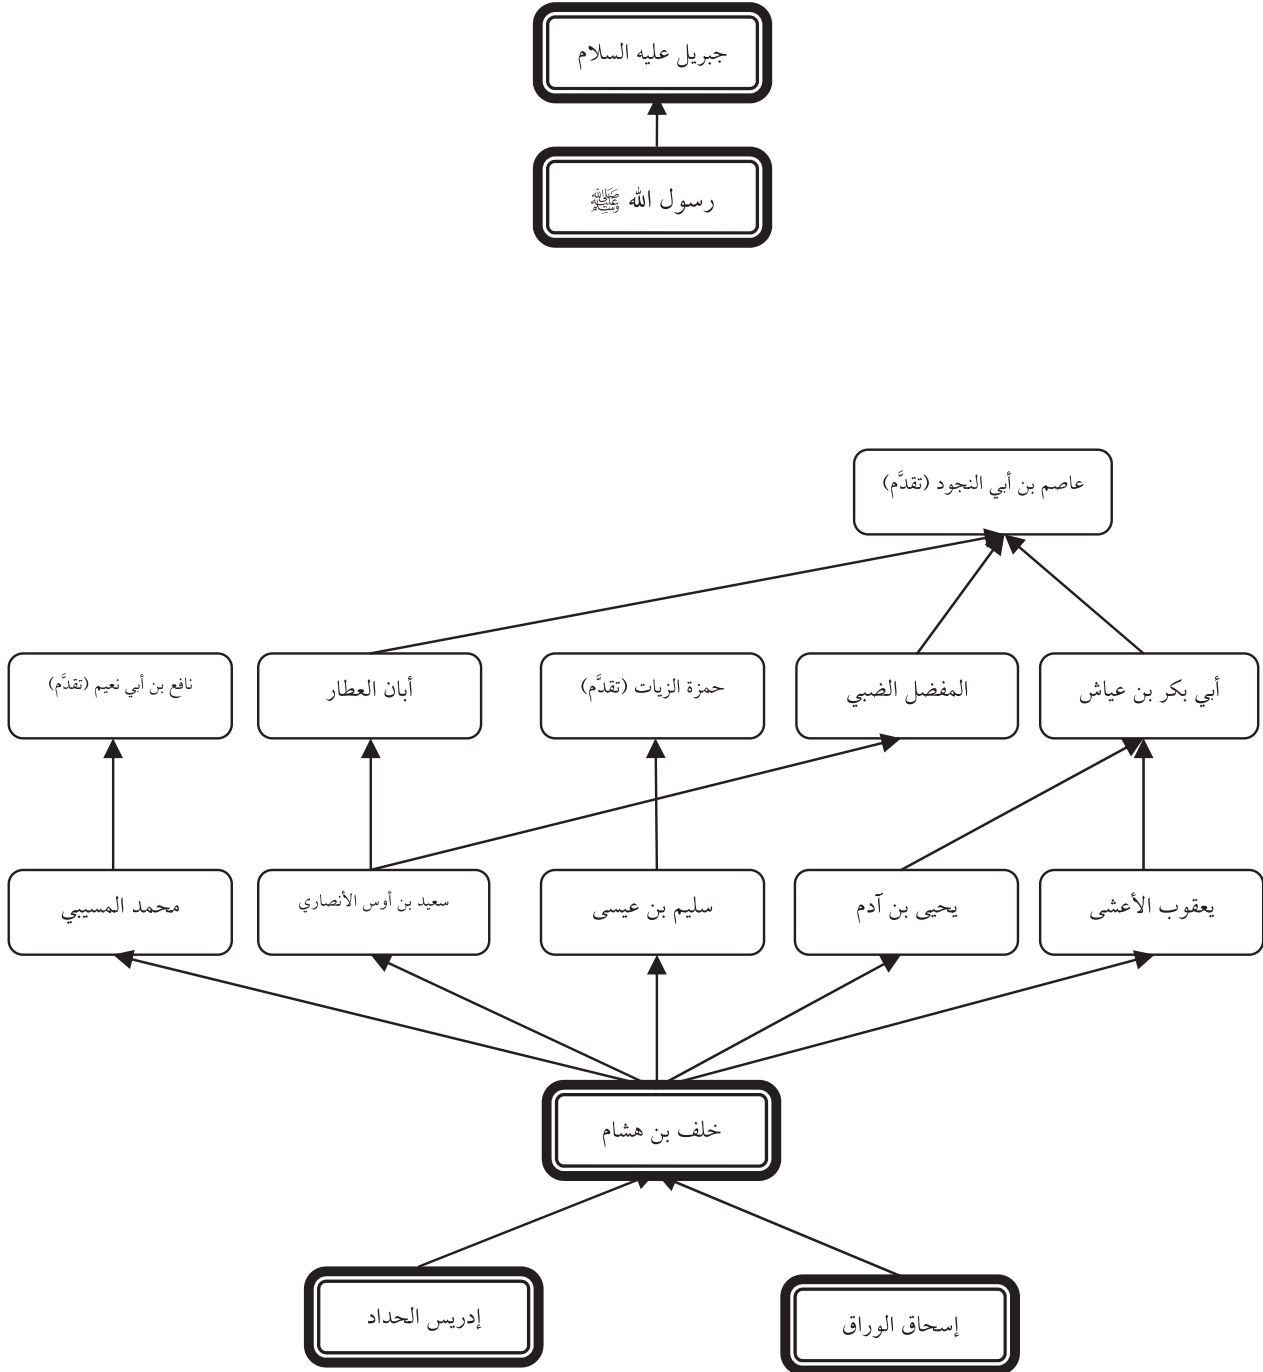 جبريل عليه السلام
رسول الله ﷺ
عاصم بن أبي النجود (تقدَّم)
أبي بكر بن عياش
المفضل الضبي
حمزة الزيات (تقدَّم)
أبان العطار
نافع بن أبي نعيم (تقدَّم)
يعقوب الأعشى
يحيى بن آدم
سليم بن عيسى
سعيد بن أوس الأنصاري
محمد المسيبي
خلف بن هشام
إسحاق الوراق
إدريس الحداد